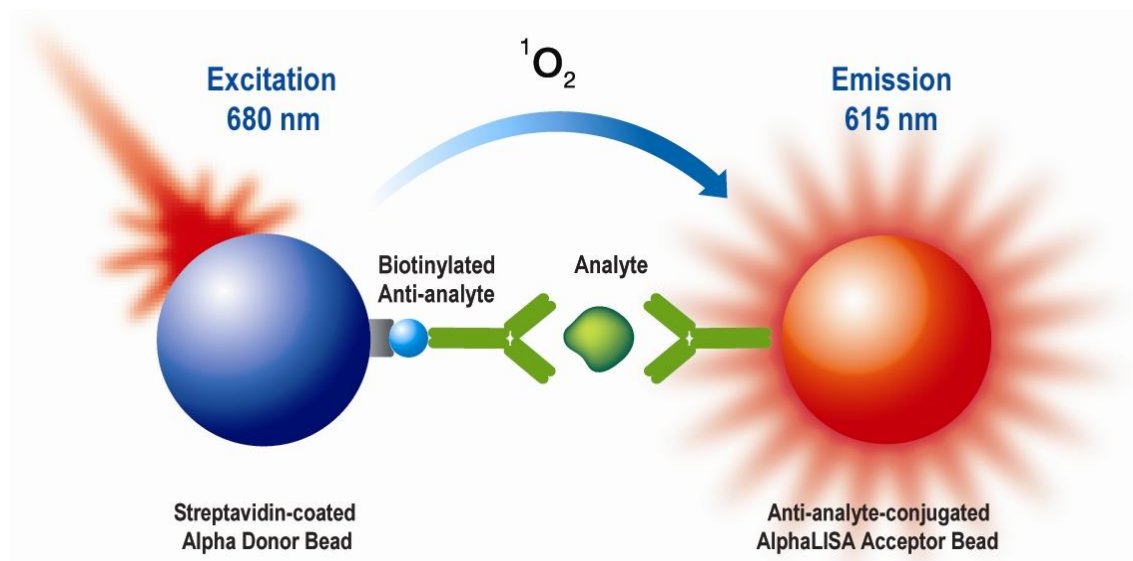 Excitation
680 nm
¹O₂
Emission
615 nm
Biotinylated
Anti-analyte
Analyte
Streptavidin-coated
Alpha Donor Bead
Anti-analyte-conjugated
AlphaLISA Acceptor Bead